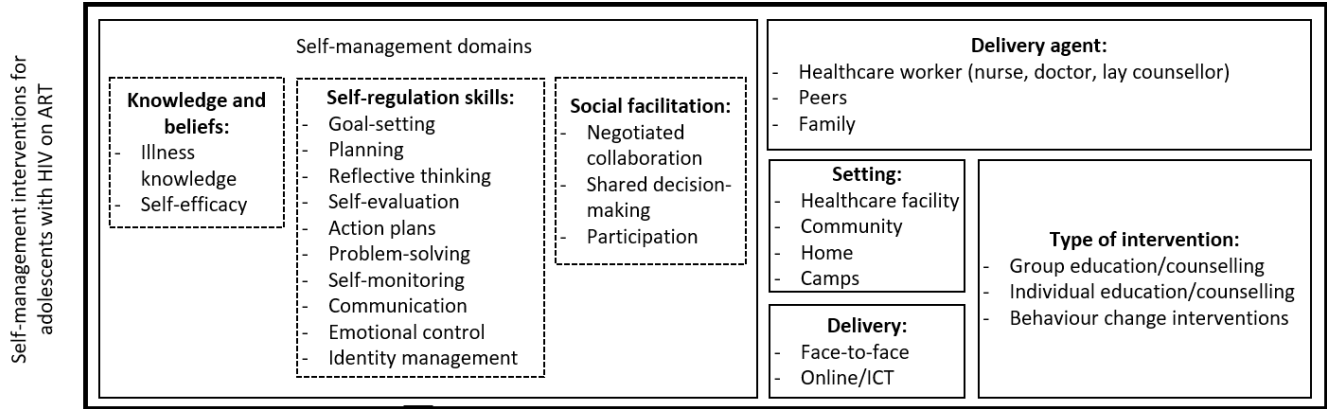 Self-management interventions for
adolescents with HIV on ART
Self-management domains
Knowledge and
beliefs:
- Illness
knowledge
- Self-efficacy
Self-regulation skills:
- Goal-setting
- Planning
- Reflective thinking
- Self-evaluation
- Action plans
- Problem-solving
- Self-monitoring
- Communication
- Emotional control
- Identity management
Social facilitation:
- Negotiated
collaboration
- Shared decision-
making
- Participation
Delivery agent:
- Healthcare worker (nurse, doctor, lay counsellor)
- Peers
- Family
Setting:
- Healthcare facility
- Community
- Home
- Camps
Delivery:
- Face-to-face
- Online/ICT
Type of intervention:
- Group education/counselling
- Individual education/counselling
- Behaviour change interventions